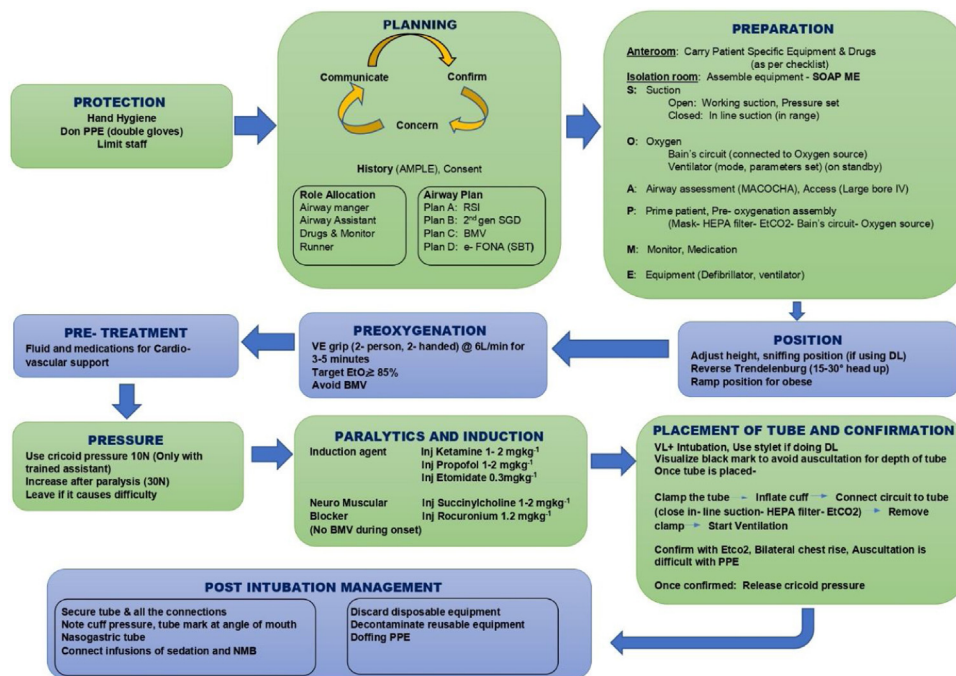 PROTECTION
Hand Hygiene
Don PPE (double gloves)
Limit staff
PLANNING
Communicate
Confirm
Concern
History (AMPLE), Consent
Role Allocation
Airway manger
Airway Assistant
Drugs & Monitor
Runner
Airway Plan
Plan A: RSI
Plan B: 2nd gen SGD
Plan C: BMV
Plan D: e- FONA (SBT)
PREPARATION
Anteroom: Carry Patient Specific Equipment & Drugs
(as per checklist)
Isolation room: Assemble equipment - SOAP ME
S: Suction
Open: Working suction, Pressure set
Closed: In line suction (in range)
O: Oxygen
Bain's circuit (connected to Oxygen source)
Ventilator (mode, parameters set) (on standby)
A: Airway assessment (MACOCHA), Access (Large bore IV)
P: Prime patient, Pre- oxygenation assembly
(Mask- HEPA filter- EtCO2- Bain's circuit- Oxygen source)
M: Monitor, Medication
E: Equipment (Defibrillator, ventilator)
POSITION
Adjust height, sniffing position (if using DL)
Reverse Trendelenburg (15-30° head up)
Ramp position for obese
PREOXYGENATION
VE grip (2- person, 2- handed) @ 6L/min for
3-5 minutes
Target EtO2≥ 85%
Avoid BMV
PRE- TREATMENT
Fluid and medications for Cardio-
vascular support
PRESSURE
Use cricoid pressure 10N (Only with
trained assistant)
Increase after paralysis (30N)
Leave if it causes difficulty
PARALYTICS AND INDUCTION
Induction agent Inj Ketamine 1- 2 mgkg-1
Inj Propofol 1-2 mgkg-1
Inj Etomidate 0.3mgkg-1
Neuro Muscular Inj Succinylcholine 1-2 mgkg-1
Blocker Inj Rocuronium 1.2 mgkg-1
(No BMV during onset)
PLACEMENT OF TUBE AND CONFIRMATION
VL+ Intubation, Use stylet if doing DL
Visualize black mark to avoid auscultation for depth of tube
Once tube is placed-
Clamp the tube → Inflate cuff → Connect circuit to tube
(close in- line suction- HEPA filter- EtCO2) → Remove
clamp → Start Ventilation
Confirm with Etco2, Bilateral chest rise, Auscultation is
difficult with PPE
Once confirmed: Release cricoid pressure
POST INTUBATION MANAGEMENT
Secure tube & all the connections
Note cuff pressure, tube mark at angle of mouth
Nasogastric tube
Connect infusions of sedation and NMB
Discard disposable equipment
Decontaminate reusable equipment
Doffing PPE